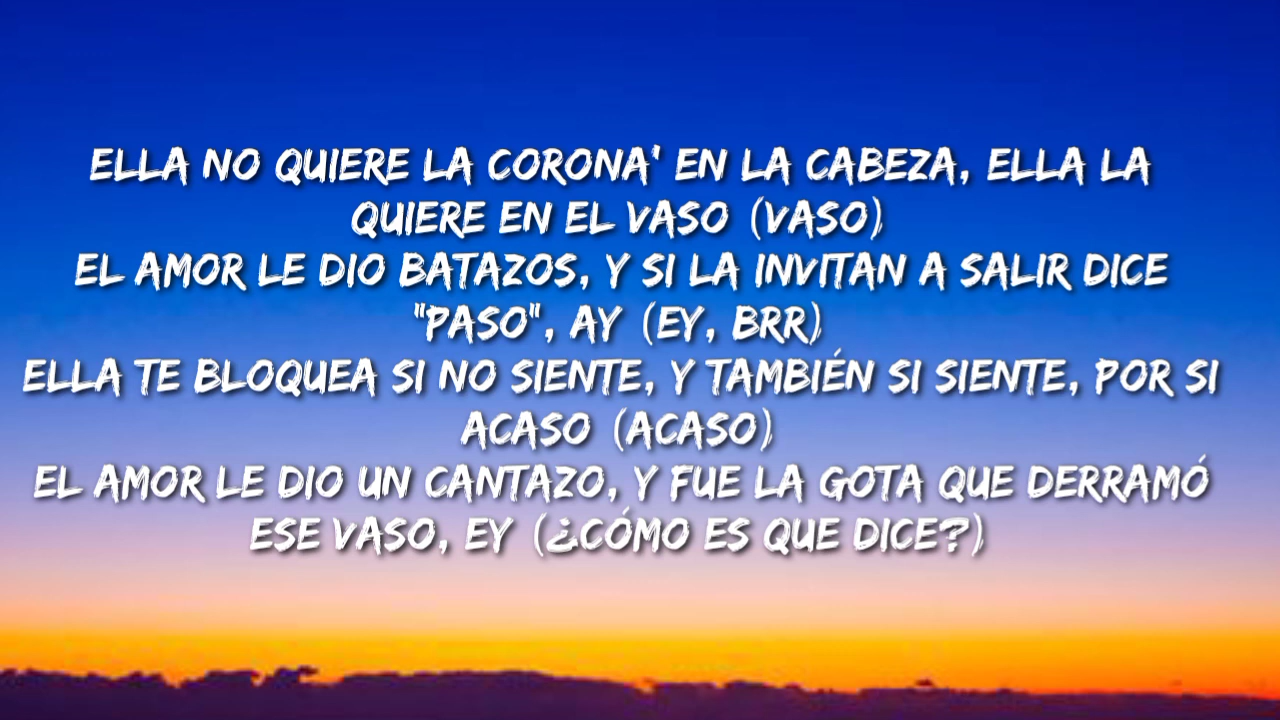 ELLA NO QUIERE LA CORONA' EN LA CABEZA, ELLA LA
QUIERE EN EL VASO (VASO)
EL AMOR LE DIO BATAZOS, Y SI LA INVITAN A SALIR DICE
"PASO", AY (EY, BRR)
ELLA TE BLOQUEA SI NO SIENTE, Y TAMBIÉN SI SIENTE, POR SI
ACASO (ACASO)
EL AMOR LE DIO UN CANTAZO, Y FUE LA GOTA QUE DERRAMÓ
ESE VASO, EY (¿CÓMO ES QUE DICE?)